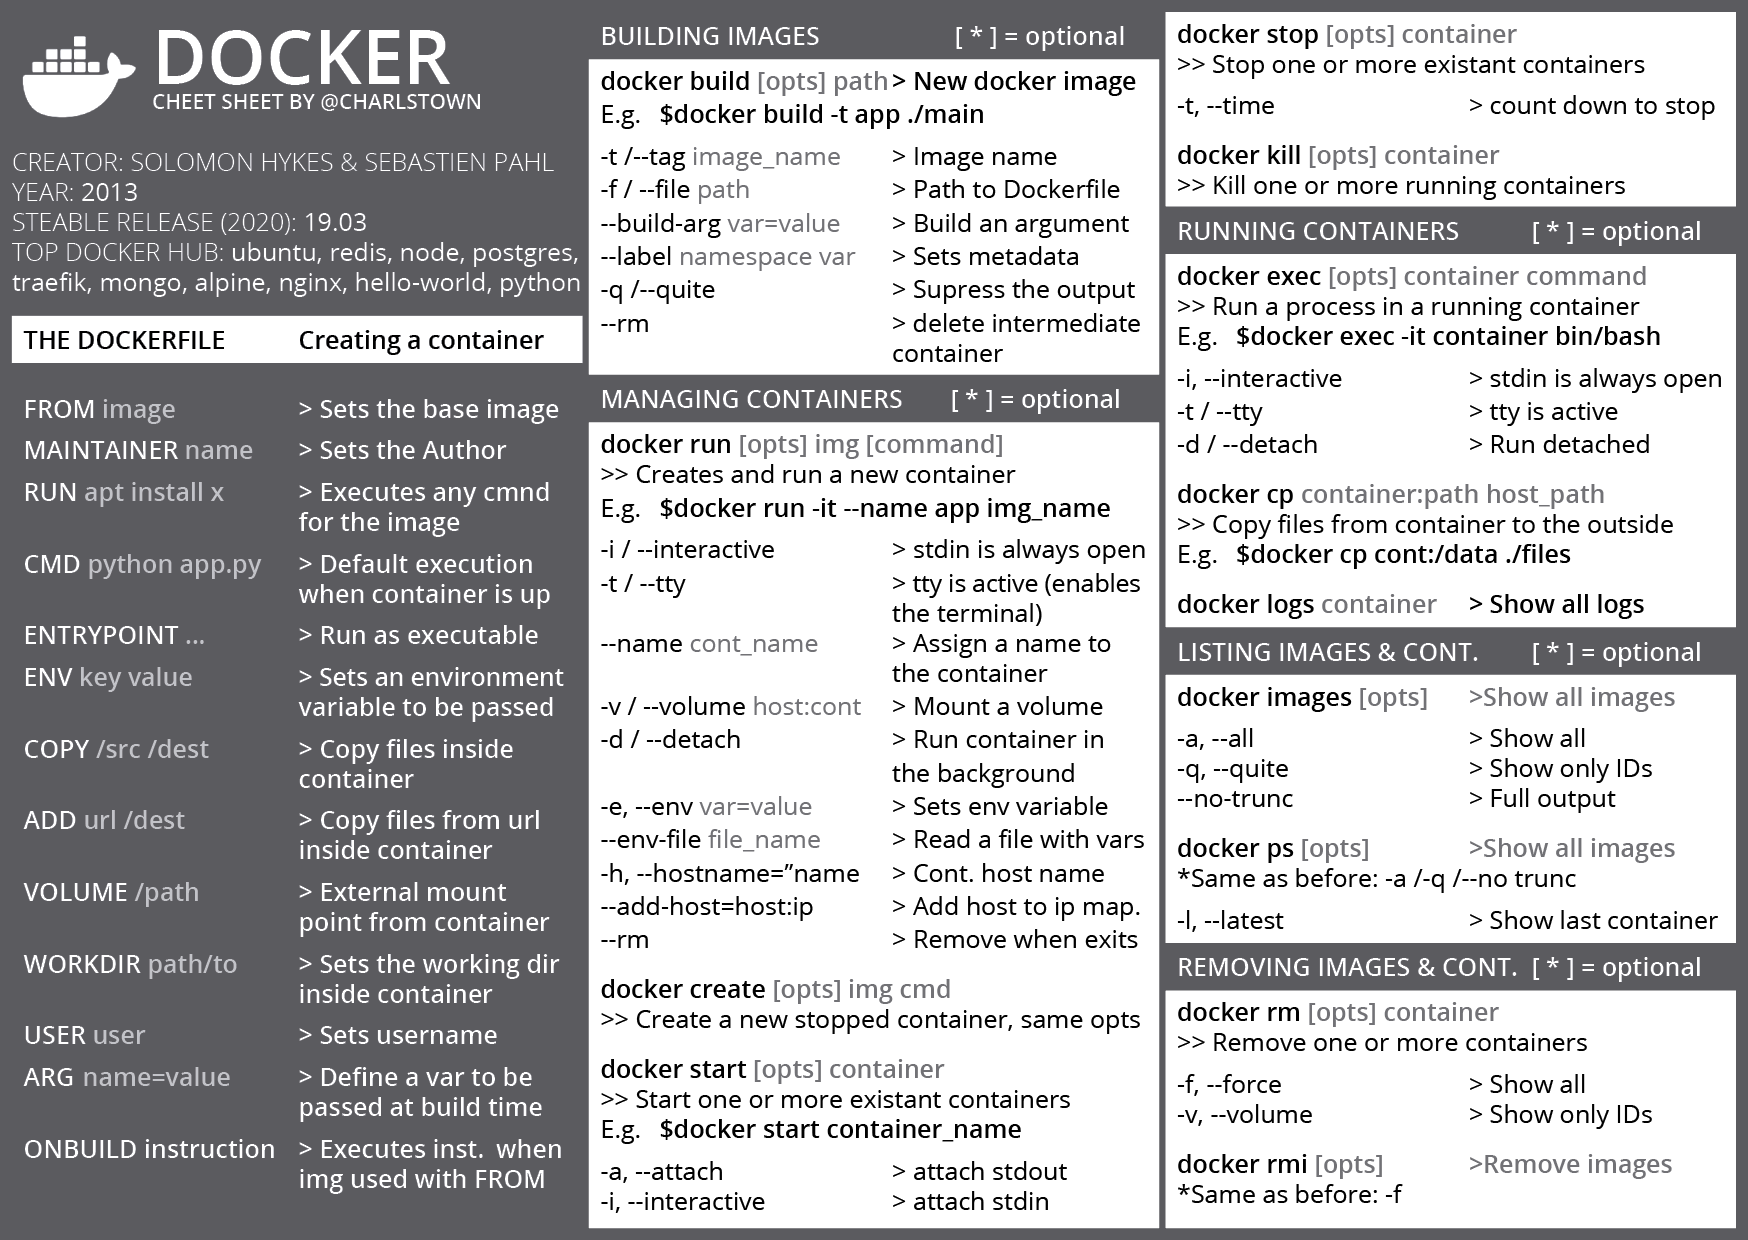 DOCKER
CHEET SHEET BY @CHARLSTOWN
CREATOR: SOLOMON HYKES & SEBASTIEN PAHL
YEAR: 2013
STEABLE RELEASE (2020): 19.03
TOP DOCKER HUB: ubuntu, redis, node, postgres,
traefik, mongo, alpine, nginx, hello-world, python
THE DOCKERFILE Creating a container
FROM image > Sets the base image
MAINTAINER name > Sets the Author
RUN apt install x > Executes any cmnd
for the image
CMD python app.py > Default execution
when container is up
ENTRYPOINT ... > Run as executable
ENV key value > Sets an environment
variable to be passed
COPY /src /dest > Copy files inside
container
ADD url /dest > Copy files from url
inside container
VOLUME /path > External mount
point from container
WORKDIR path/to > Sets the working dir
inside container
USER user > Sets username
ARG name=value > Define a var to be
passed at build time
ONBUILD instruction > Executes inst. when
img used with FROM
BUILDING IMAGES [ * ] = optional
docker build [opts] path > New docker image
E.g. $docker build -t app ./main
-t /--tag image_name > Image name
-f / --file path > Path to Dockerfile
--build-arg var=value > Build an argument
--label namespace var > Sets metadata
-q /--quite > Supress the output
--rm > delete intermediate
container
MANAGING CONTAINERS [ * ] = optional
docker run [opts] img [command]
>> Creates and run a new container
E.g. $docker run -it --name app img_name
-i / --interactive > stdin is always open
-t / --tty > tty is active (enables
the terminal)
--name cont_name > Assign a name to
the container
-v / --volume host:cont > Mount a volume
-d / --detach > Run container in
the background
-e, --env var=value > Sets env variable
--env-file file_name > Read a file with vars
-h, --hostname=”name > Cont. host name
--add-host=host:ip > Add host to ip map.
--rm > Remove when exits
docker create [opts] img cmd
>> Create a new stopped container, same opts
docker start [opts] container
>> Start one or more existant containers
E.g. $docker start container_name
-a, --attach > attach stdout
-i, --interactive > attach stdin
docker stop [opts] container
>> Stop one or more existant containers
-t, --time > count down to stop
docker kill [opts] container
>> Kill one or more running containers
RUNNING CONTAINERS [ * ] = optional
docker exec [opts] container command
>> Run a process in a running container
E.g. $docker exec -it container bin/bash
-i, --interactive > stdin is always open
-t / --tty > tty is active
-d / --detach > Run detached
docker cp container:path host_path
>> Copy files from container to the outside
E.g. $docker cp cont:/data ./files
docker logs container > Show all logs
LISTING IMAGES & CONT. [ * ] = optional
docker images [opts] >Show all images
-a, --all > Show all
-q, --quite > Show only IDs
--no-trunc > Full output
docker ps [opts] >Show all images
*Same as before: -a /-q /--no trunc
-l, --latest > Show last container
REMOVING IMAGES & CONT. [ * ] = optional
docker rm [opts] container
>> Remove one or more containers
-f, --force > Show all
-v, --volume > Show only IDs
docker rmi [opts] >Remove images
*Same as before: -f